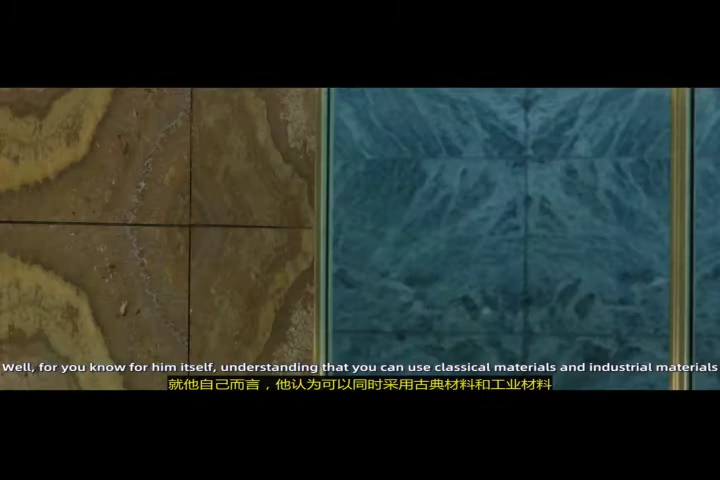 Well, for you know for him itself, understanding that you can use classical materials and industrial materials
就他自己而言，他认为可以同时采用古典材料和工业材料